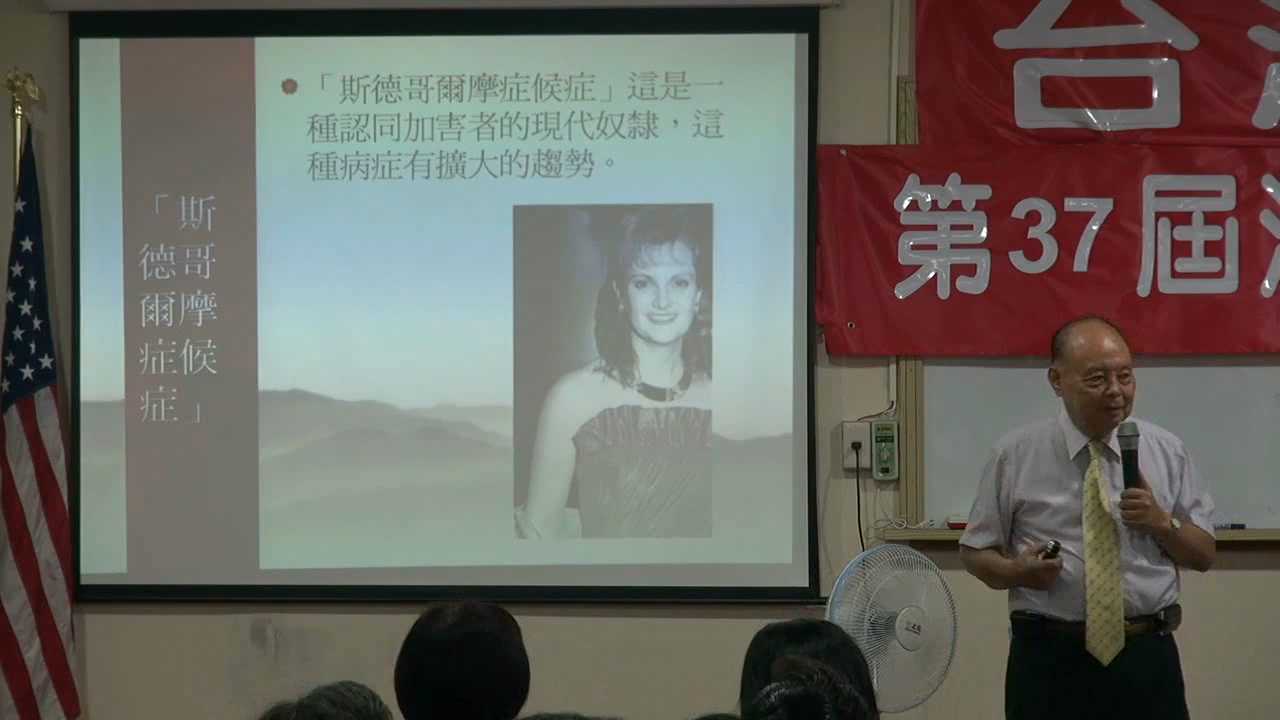 「斯德哥爾摩症候症」
「斯德哥爾摩症候症」這是一
種認同加害者的現代奴隸，這
種病症有擴大的趨勢。
台
第37屆